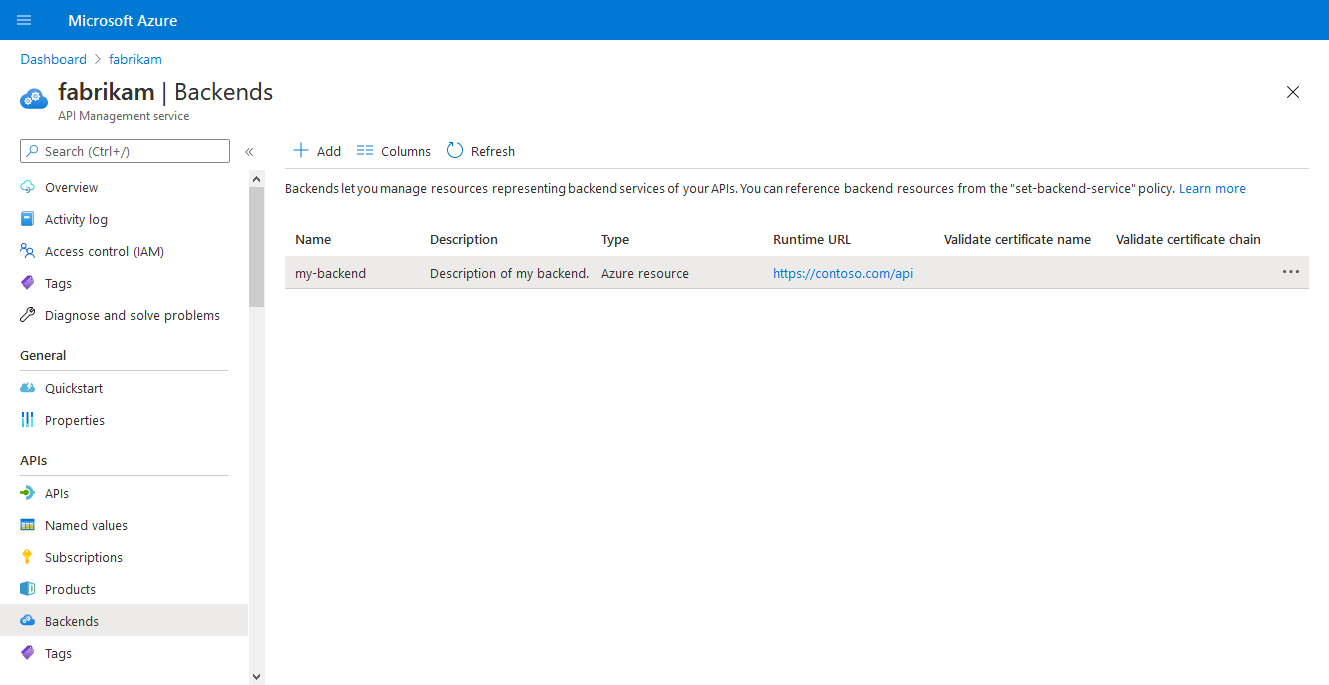 Microsoft Azure
Dashboard > fabrikam
fabrikam | Backends
API Management service
Search (Ctrl+/)
«
Add
Columns
Refresh
Overview
Activity log
Access control (IAM)
Tags
Diagnose and solve problems
General
Quickstart
Properties
APIs
APIs
Named values
Subscriptions
Products
Backends
Tags
Backends let you manage resources representing backend services of your APIs. You can reference backend resources from the "set-backend-service" policy. Learn more
Name Description Type Runtime URL Validate certificate name Validate certificate chain
my-backend Description of my backend. Azure resource https://contoso.com/api ...